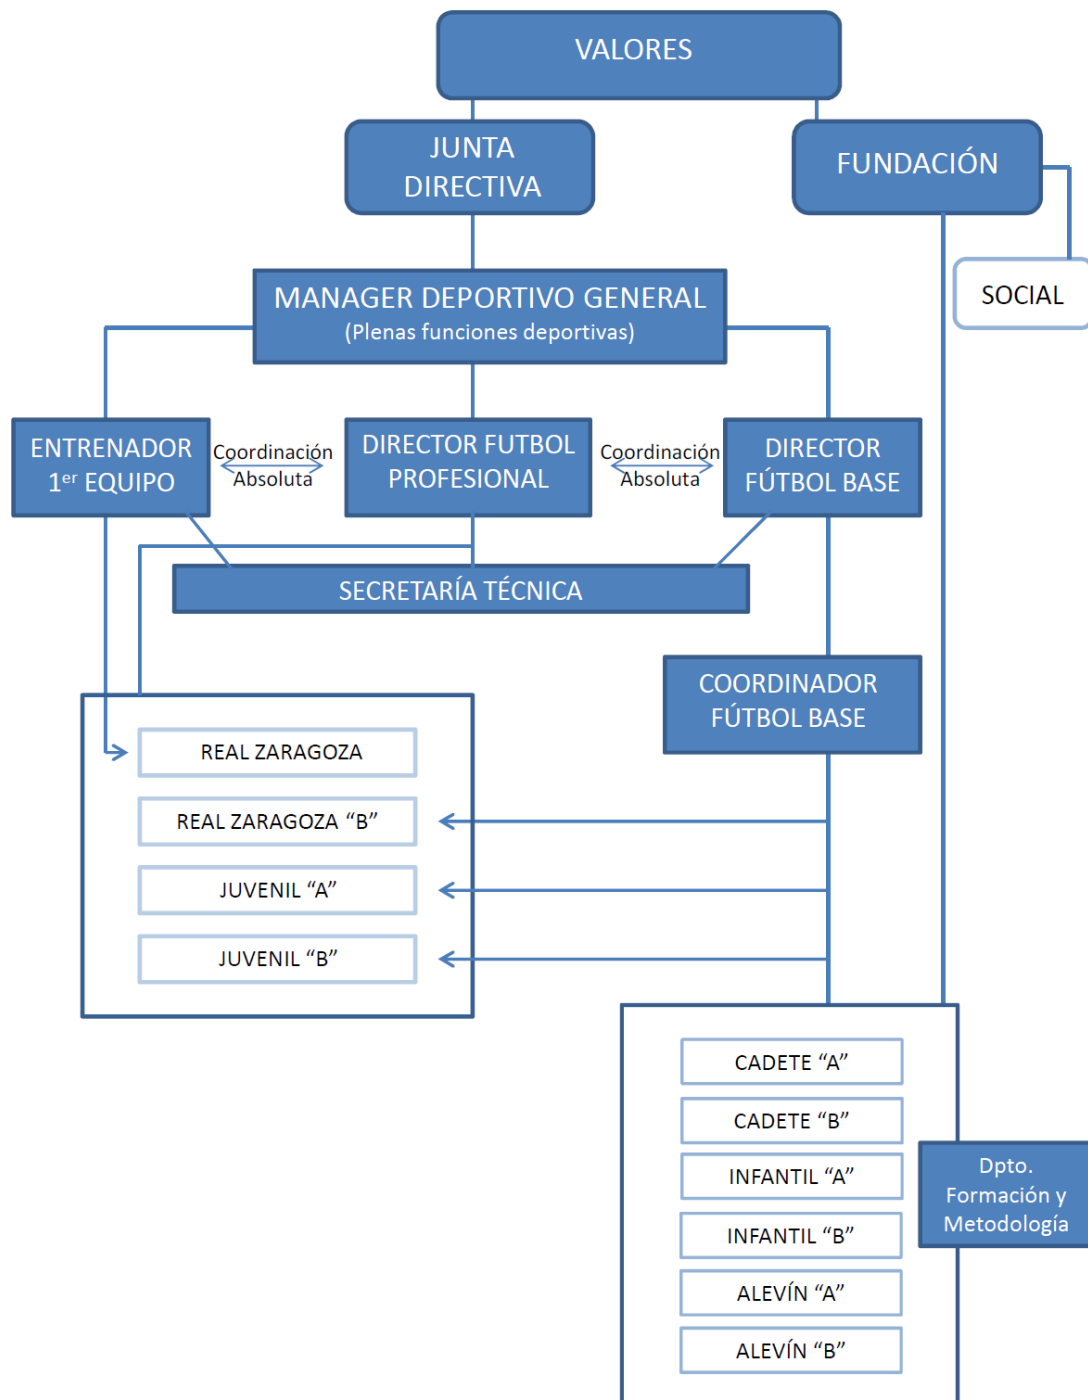 VALORES
JUNTA
DIRECTIVA
FUNDACIÓN
SOCIAL
MANAGER DEPORTIVO GENERAL
(Plenas funciones deportivas)
ENTRENADOR
1er EQUIPO
Coordinación
Absoluta
DIRECTOR FUTBOL
PROFESIONAL
Coordinación
Absoluta
DIRECTOR
FÚTBOL BASE
SECRETARÍA TÉCNICA
COORDINADOR
FÚTBOL BASE
REAL ZARAGOZA
REAL ZARAGOZA “B”
JUVENIL “A”
JUVENIL “B”
CADETE “A”
CADETE “B”
INFANTIL “A”
INFANTIL “B”
ALEVÍN “A”
ALEVÍN “B”
Dpto.
Formación y
Metodología